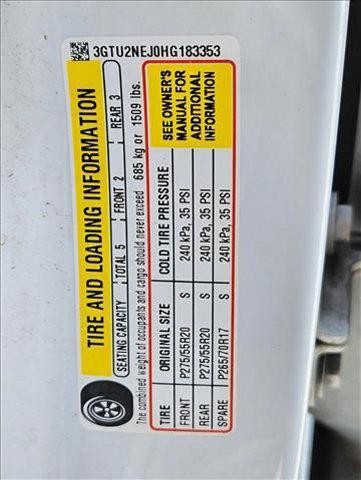 3GTU2NEJ0HG183353
TIRE AND LOADING INFORMATION
SEATING CAPACITY TOTAL 5 FRONT 2 REAR 3
The combined weight of occupants and cargo should never exceed 685 kg or 1509 lbs.
TIRE ORIGINAL SIZE COLD TIRE PRESSURE
FRONT P275/55R20 S 240 kPa, 35 PSI
REAR P275/55R20 S 240 kPa, 35 PSI
SPARE P265/70R17 S 240 kPa, 35 PSI
SEE OWNER'S
MANUAL FOR
ADDITIONAL
INFORMATION